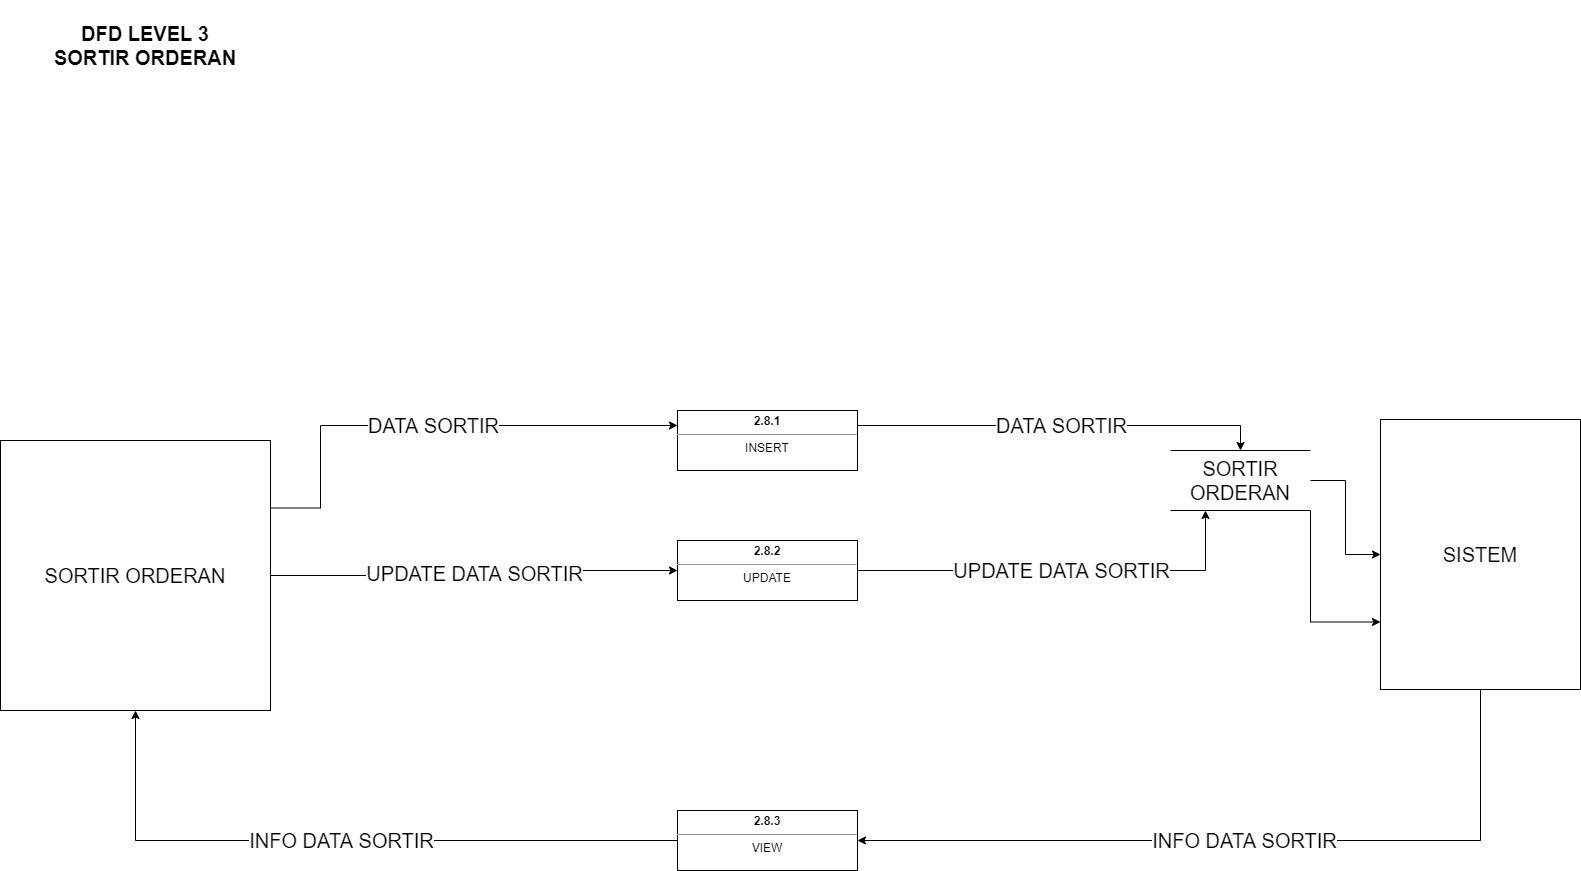 DFD LEVEL 3
SORTIR ORDERAN
DATA SORTIR
2.8.1
INSERT
DATA SORTIR
SORTIR
ORDERAN
SORTIR ORDERAN
UPDATE DATA SORTIR
2.8.2
UPDATE
UPDATE DATA SORTIR
SISTEM
INFO DATA SORTIR
2.8.3
VIEW
INFO DATA SORTIR